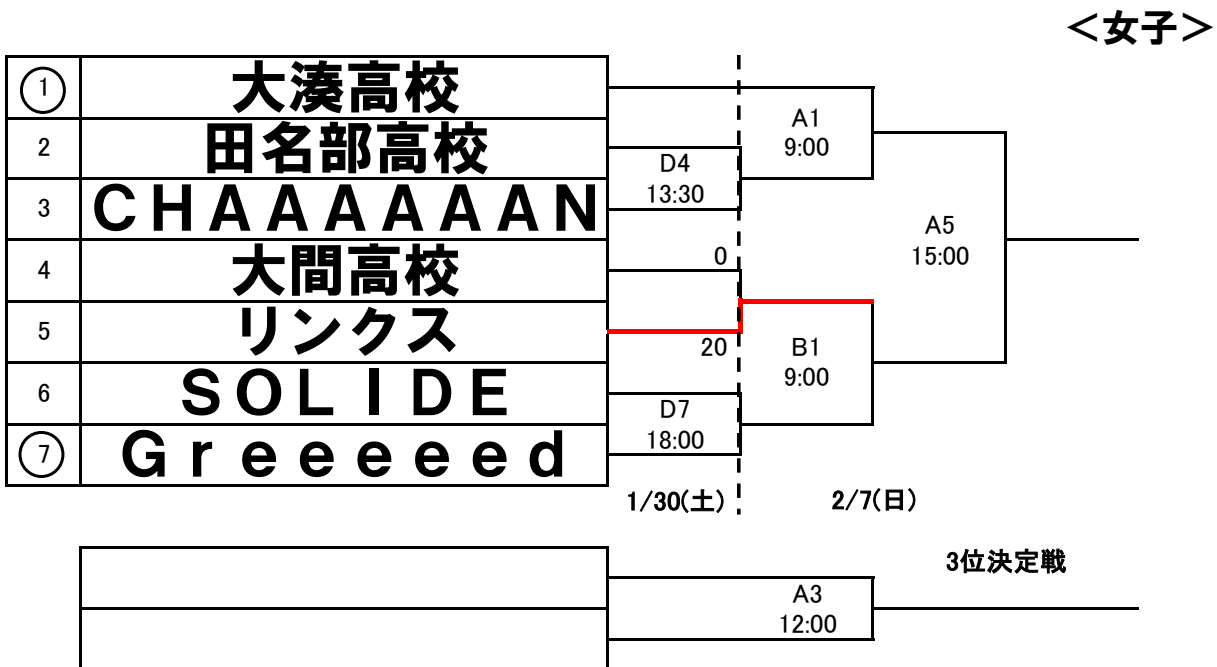 ＜女子＞
1 大湊高校
2 田名部高校
3 ＣＨＡＡＡＡＡＡＮ
4 大間高校
5 リンクス
6 ＳＯＬＩＤＥ
7 Ｇｒｅｅｅｅｅｄ
A1
9:00
D4
13:30
A5
15:00
0
20
B1
9:00
D7
18:00
1/30(土)
2/7(日)
3位決定戦
A3
12:00